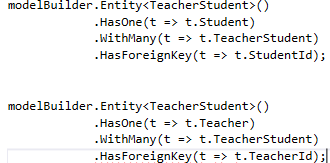 modelBuilder.Entity<TeacherStudent>()
.HasOne(t => t.Student)
.WithMany(t => t.TeacherStudent)
.HasForeignKey(t => t.StudentId);
modelBuilder.Entity<TeacherStudent>()
.HasOne(t => t.Teacher)
.WithMany(t => t.TeacherStudent)
.HasForeignKey(t => t.TeacherId);